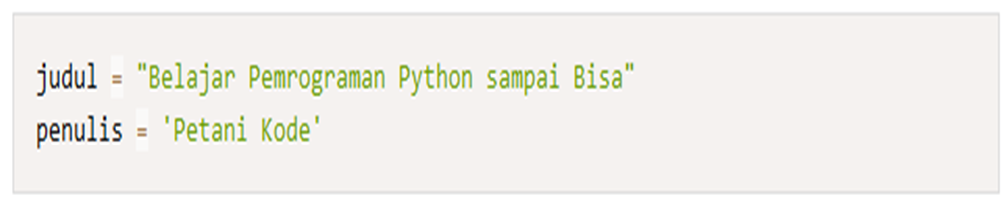 judul = "Belajar Pemrograman Python sampai Bisa"
penulis = 'Petani Kode'